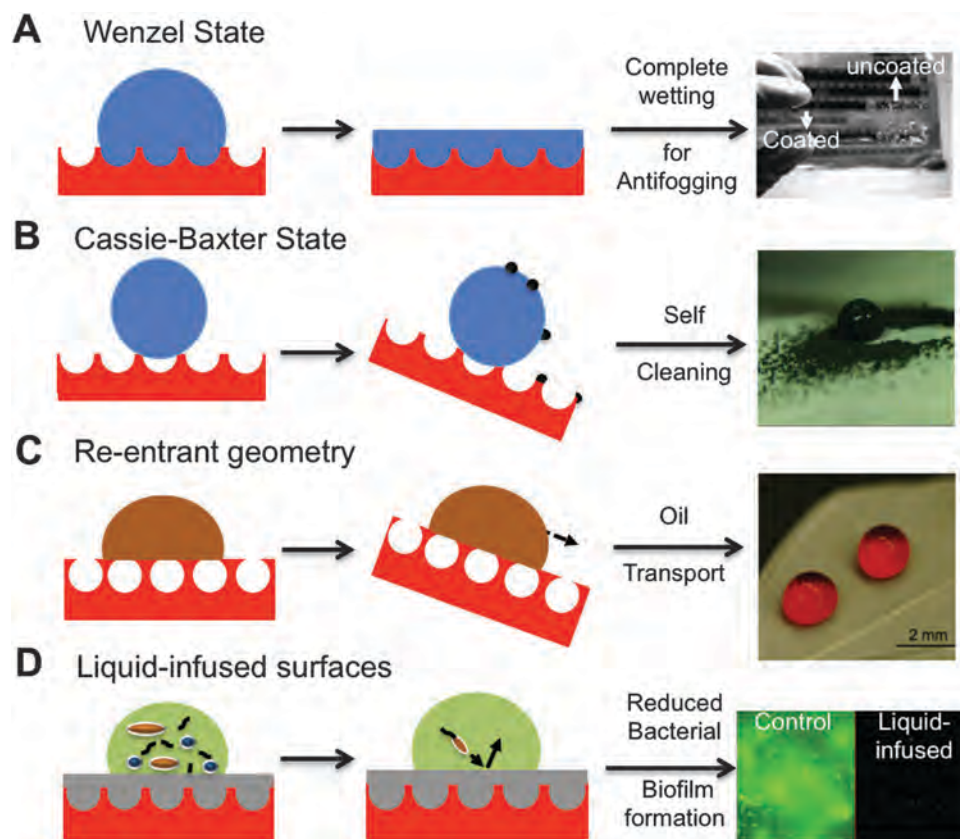 A Wenzel State
Complete
wetting
for
Antifogging
uncoated
Coated
B Cassie-Baxter State
Self
Cleaning
C Re-entrant geometry
Oil
Transport
2 mm
D Liquid-infused surfaces
Reduced
Bacterial
Biofilm
formation
Control
Liquid-
infused